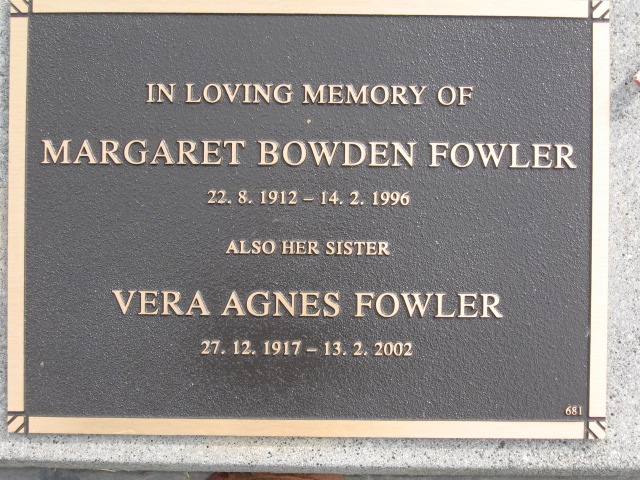 IN LOVING MEMORY OF
MARGARET BOWDEN FOWLER
22. 8. 1912 – 14. 2. 1996
ALSO HER SISTER
VERA AGNES FOWLER
27. 12. 1917 – 13. 2. 2002
681